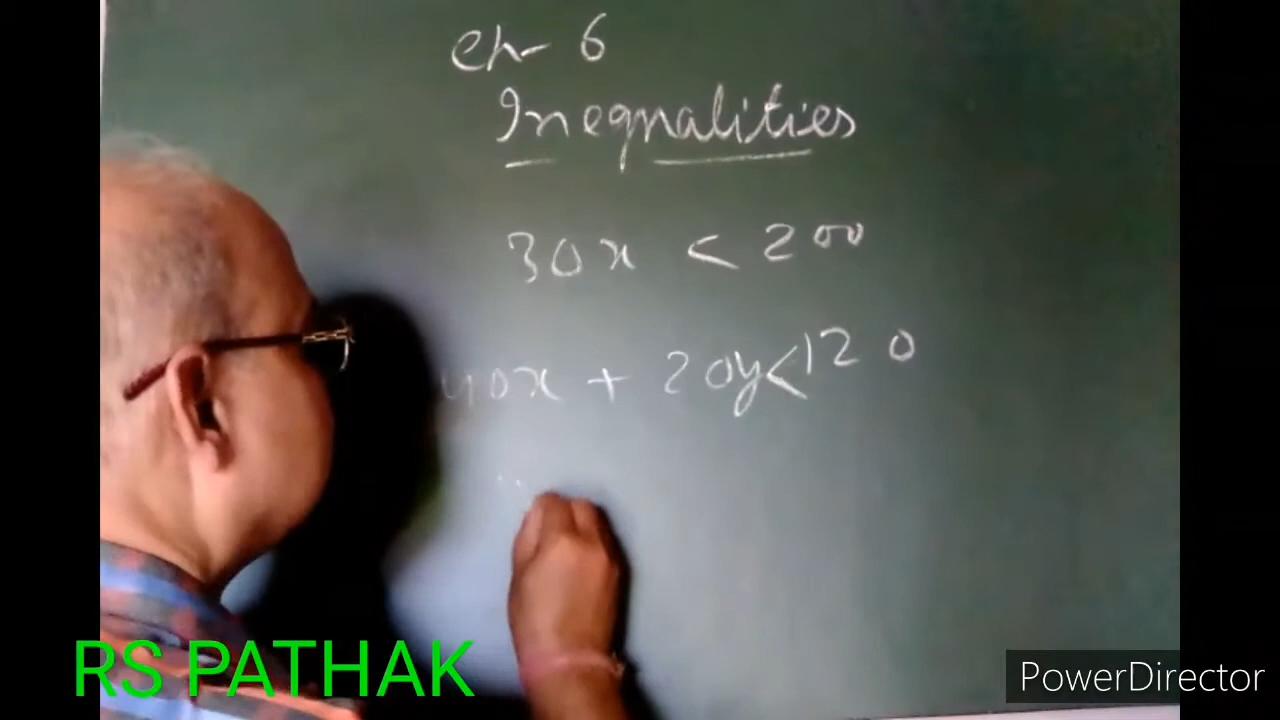 Ch- 6
Inequalities
30x < 200
40x + 20y < 120
RS PATHAK
PowerDirector